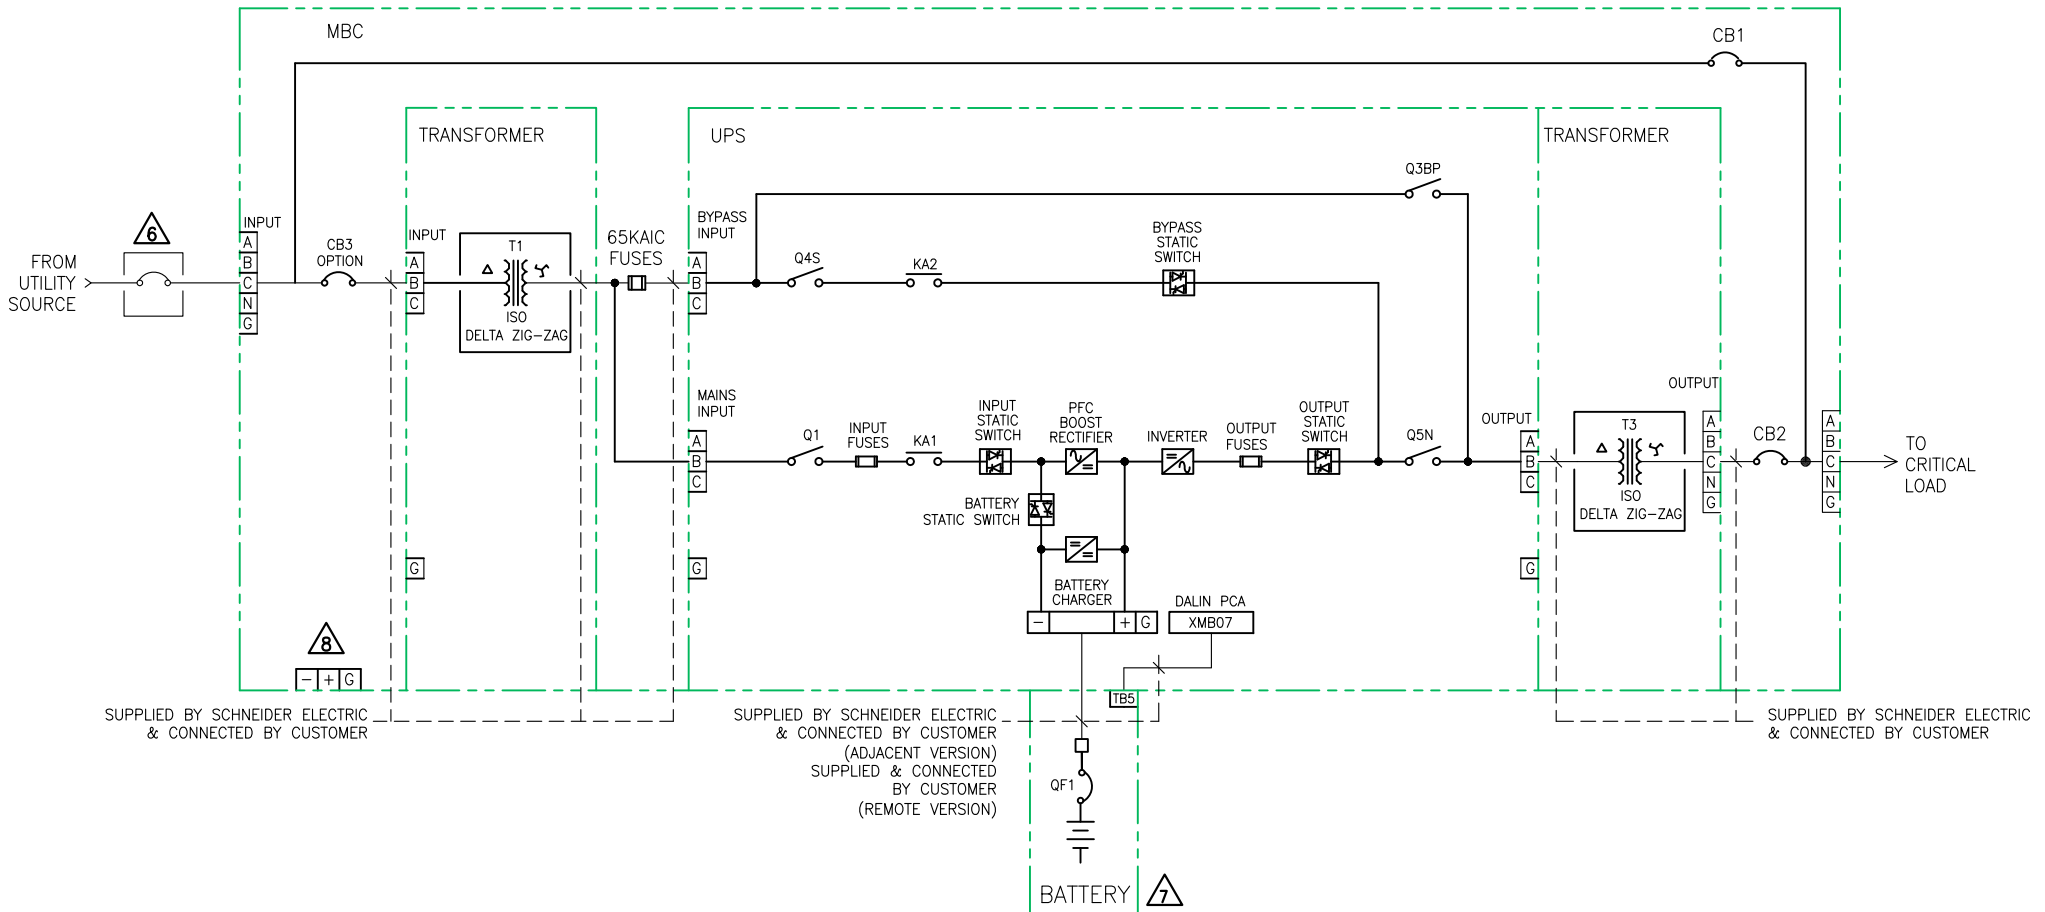 MBC
CB1
TRANSFORMER
UPS
TRANSFORMER
Q3BP
6
INPUT
A
B
C
N
G
CB3
OPTION
INPUT
A
B
C
T1
ISO
DELTA ZIG-ZAG
65KAIC
FUSES
BYPASS
INPUT
A
B
C
Q4S
KA2
BYPASS
STATIC
SWITCH
FROM
UTILITY
SOURCE
MAINS
INPUT
A
B
C
Q1
INPUT
FUSES
KA1
INPUT
STATIC
SWITCH
PFC
BOOST
RECTIFIER
INVERTER
OUTPUT
FUSES
OUTPUT
STATIC
SWITCH
Q5N
OUTPUT
A
B
C
T3
ISO
DELTA ZIG-ZAG
OUTPUT
A
B
C
N
G
CB2
A
B
C
N
G
TO
CRITICAL
LOAD
BATTERY
STATIC SWITCH
G
G
G
BATTERY
CHARGER
- + G
DALIN PCA
XMB07
8
- + G
TB5
SUPPLIED BY SCHNEIDER ELECTRIC
& CONNECTED BY CUSTOMER
SUPPLIED BY SCHNEIDER ELECTRIC
& CONNECTED BY CUSTOMER
(ADJACENT VERSION)
SUPPLIED & CONNECTED
BY CUSTOMER
(REMOTE VERSION)
SUPPLIED BY SCHNEIDER ELECTRIC
& CONNECTED BY CUSTOMER
QF1
BATTERY
7